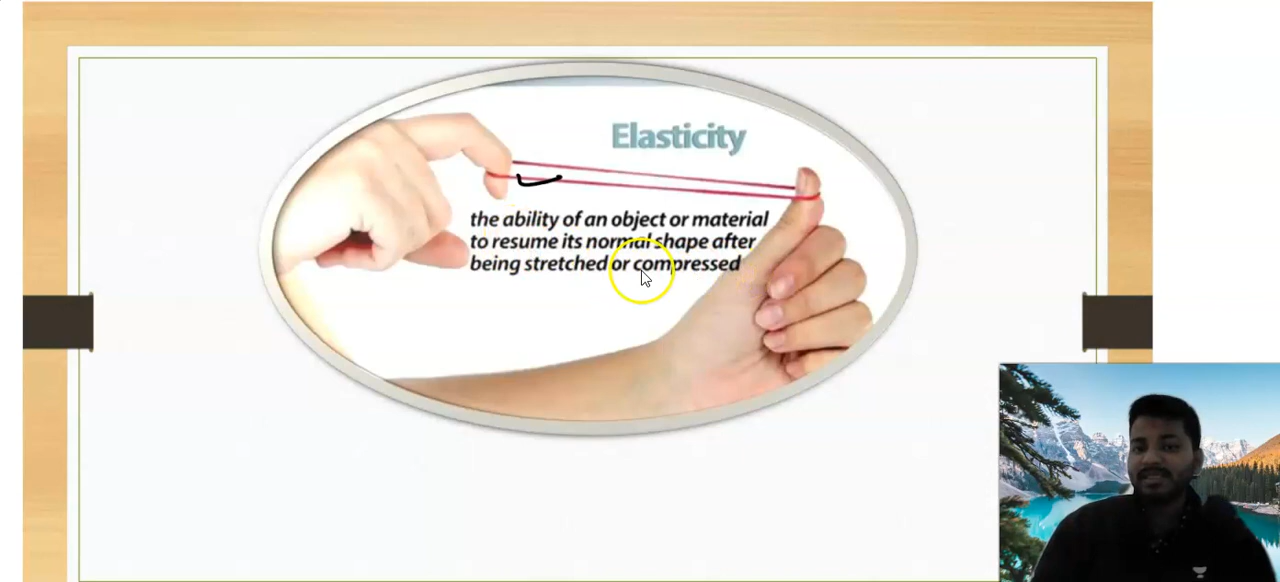 Elasticity
the ability of an object or material
to resume its normal shape after
being stretched or compressed